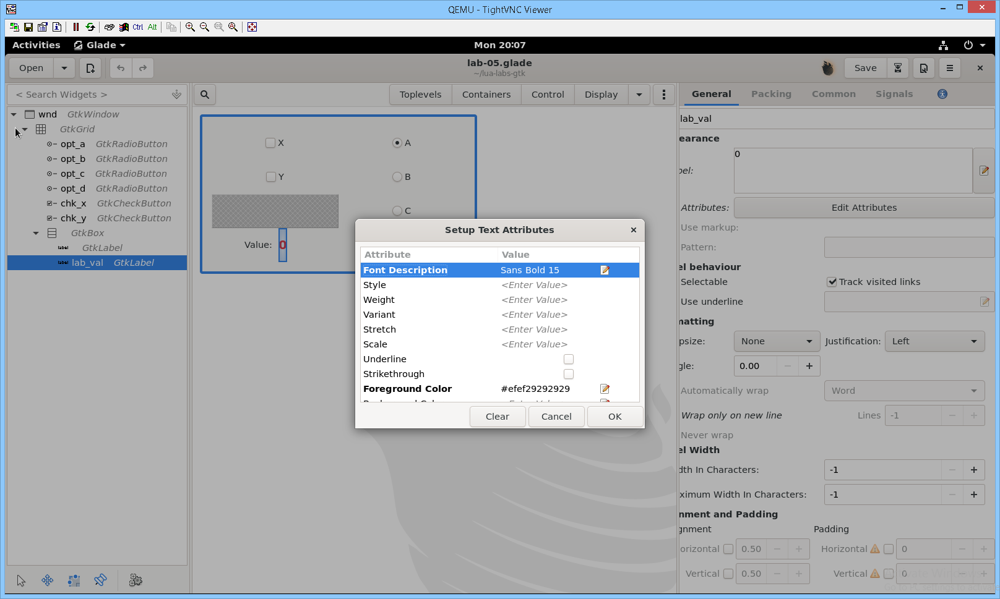 QEMU - TightVNC Viewer
Ctrl Alt
Activities Glade Mon 20:07
Open lab-05.glade Save
~/lua-labs-gtk
< Search Widgets > Toplevels Containers Control Display General Packing Common Signals
wnd GtkWindow
GtkGrid
opt_a GtkRadioButton
opt_b GtkRadioButton
opt_c GtkRadioButton
opt_d GtkRadioButton
chk_x GtkCheckButton
chk_y GtkCheckButton
GtkBox
label GtkLabel
label lab_val GtkLabel
X A
Y B
C
Value: 0
Setup Text Attributes
Attribute Value
Font Description Sans Bold 15
Style <Enter Value>
Weight <Enter Value>
Variant <Enter Value>
Stretch <Enter Value>
Scale <Enter Value>
Underline
Strikethrough
Foreground Color #efef29292929
Clear Cancel OK
lab_val
earance
0
bel:
Attributes: Edit Attributes
Use markup:
Pattern:
el behaviour
Selectable Track visited links
Use underline
matting
psize: None Justification: Left
gle: 0.00
Automatically wrap Word
Wrap only on new line Lines -1
Never wrap
el Width
dth In Characters: -1
ximum Width In Characters: -1
nment and Padding
gnment Padding
orizontal 0.50 Horizontal 0
Vertical 0.50 Vertical 0